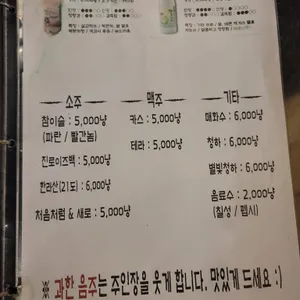 소주
참이슬 : 5,000냥
(파란 / 빨간놈)
진로이즈백 : 5,000냥
한라산(21도) : 6,000냥
처음처럼 & 새로 : 5,000냥
맥주
카스 : 5,000냥
테라 : 5,000냥
기타
매화수 : 6,000냥
청하 : 6,000냥
별빛청하 : 6,000냥
음료수 : 2,000냥
(칠성 / 펩시)
※ 과한 음주는 주인장을 웃게 합니다. 맛있게 드세요 :)